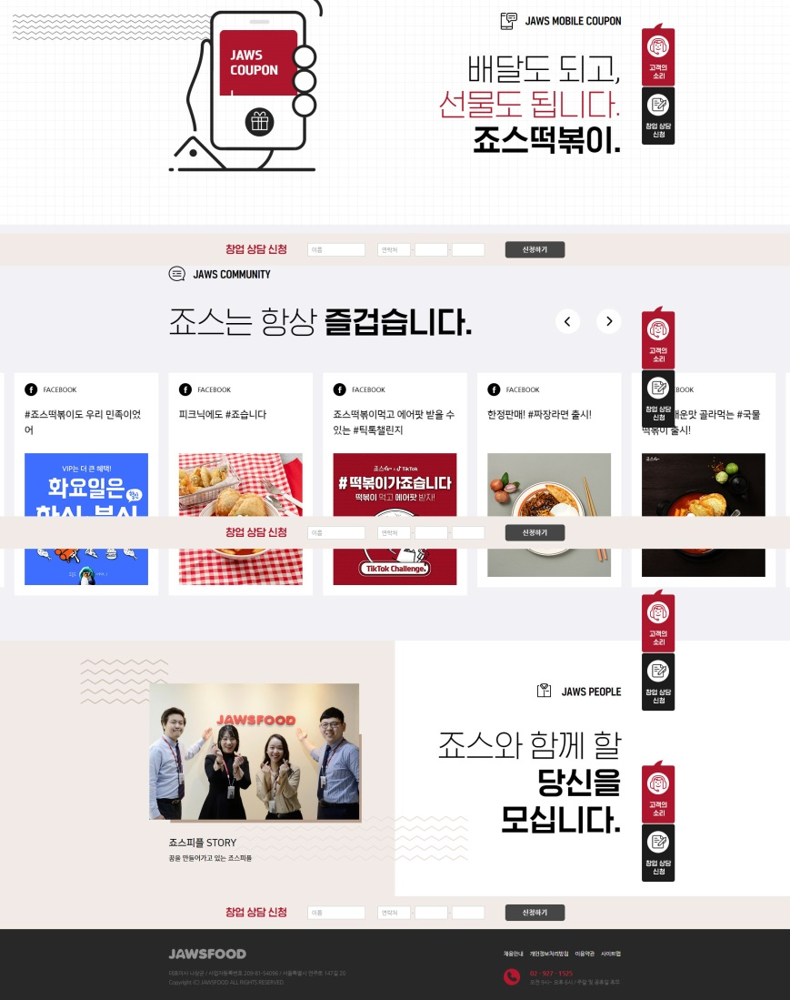 JAWS
COUPON
JAWS MOBILE COUPON
배달도 되고,
선물도 됩니다.
죠스떡볶이.
고객의
소리
창업 상담
신청
창업 상담 신청 이름 연락처 - - 신청하기
JAWS COMMUNITY
죠스는 항상 즐겁습니다.
고객의
소리
창업 상담
신청
FACEBOOK
#죠스떡볶이도 우리 민족이었
어
VIP는 더 큰 혜택!
화요일은
FACEBOOK
피크닉에도 #죠습니다
FACEBOOK
죠스떡볶이먹고 에어팟 받을 수
있는 #틱톡챌린지
죠스 x TikTok
#떡볶이가죠습니다
떡볶이 먹고 에어팟 받자!
TikTok Challenge.
FACEBOOK
한정판매! #짜장라면 출시!
BOOK
매운맛 골라먹는 #국물
떡볶이 출시!
창업 상담 신청 이름 연락처 - - 신청하기
고객의
소리
창업 상담
신청
JAWSFOOD
죠스피플 STORY
꿈을 만들어가고 있는 죠스피플
JAWS PEOPLE
죠스와 함께 할
당신을
모십니다.
고객의
소리
창업 상담
신청
창업 상담 신청 이름 연락처 - - 신청하기
JAWSFOOD
Copyright (C) JAWSFOOD ALL RIGHTS RESERVED.
채용안내 개인정보처리방침 이용약관 사이트맵
02 - 927 - 1525